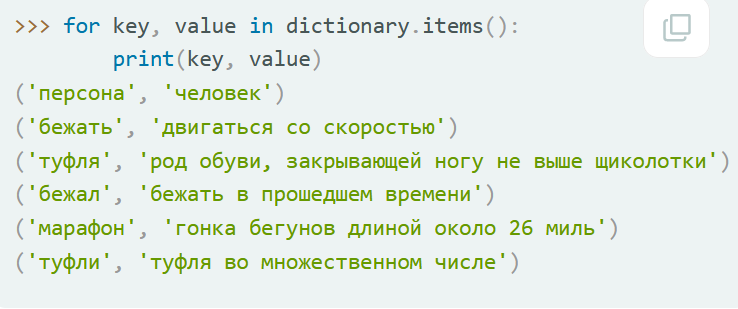 >>> for key, value in dictionary.items():
        print(key, value)
('персона', 'человек')
('бежать', 'двигаться со скоростью')
('туфля', 'род обуви, закрывающей ногу не выше щиколотки')
('бежал', 'бежать в прошедшем времени')
('марафон', 'гонка бегунов длиной около 26 миль')
('туфли', 'туфля во множественном числе')